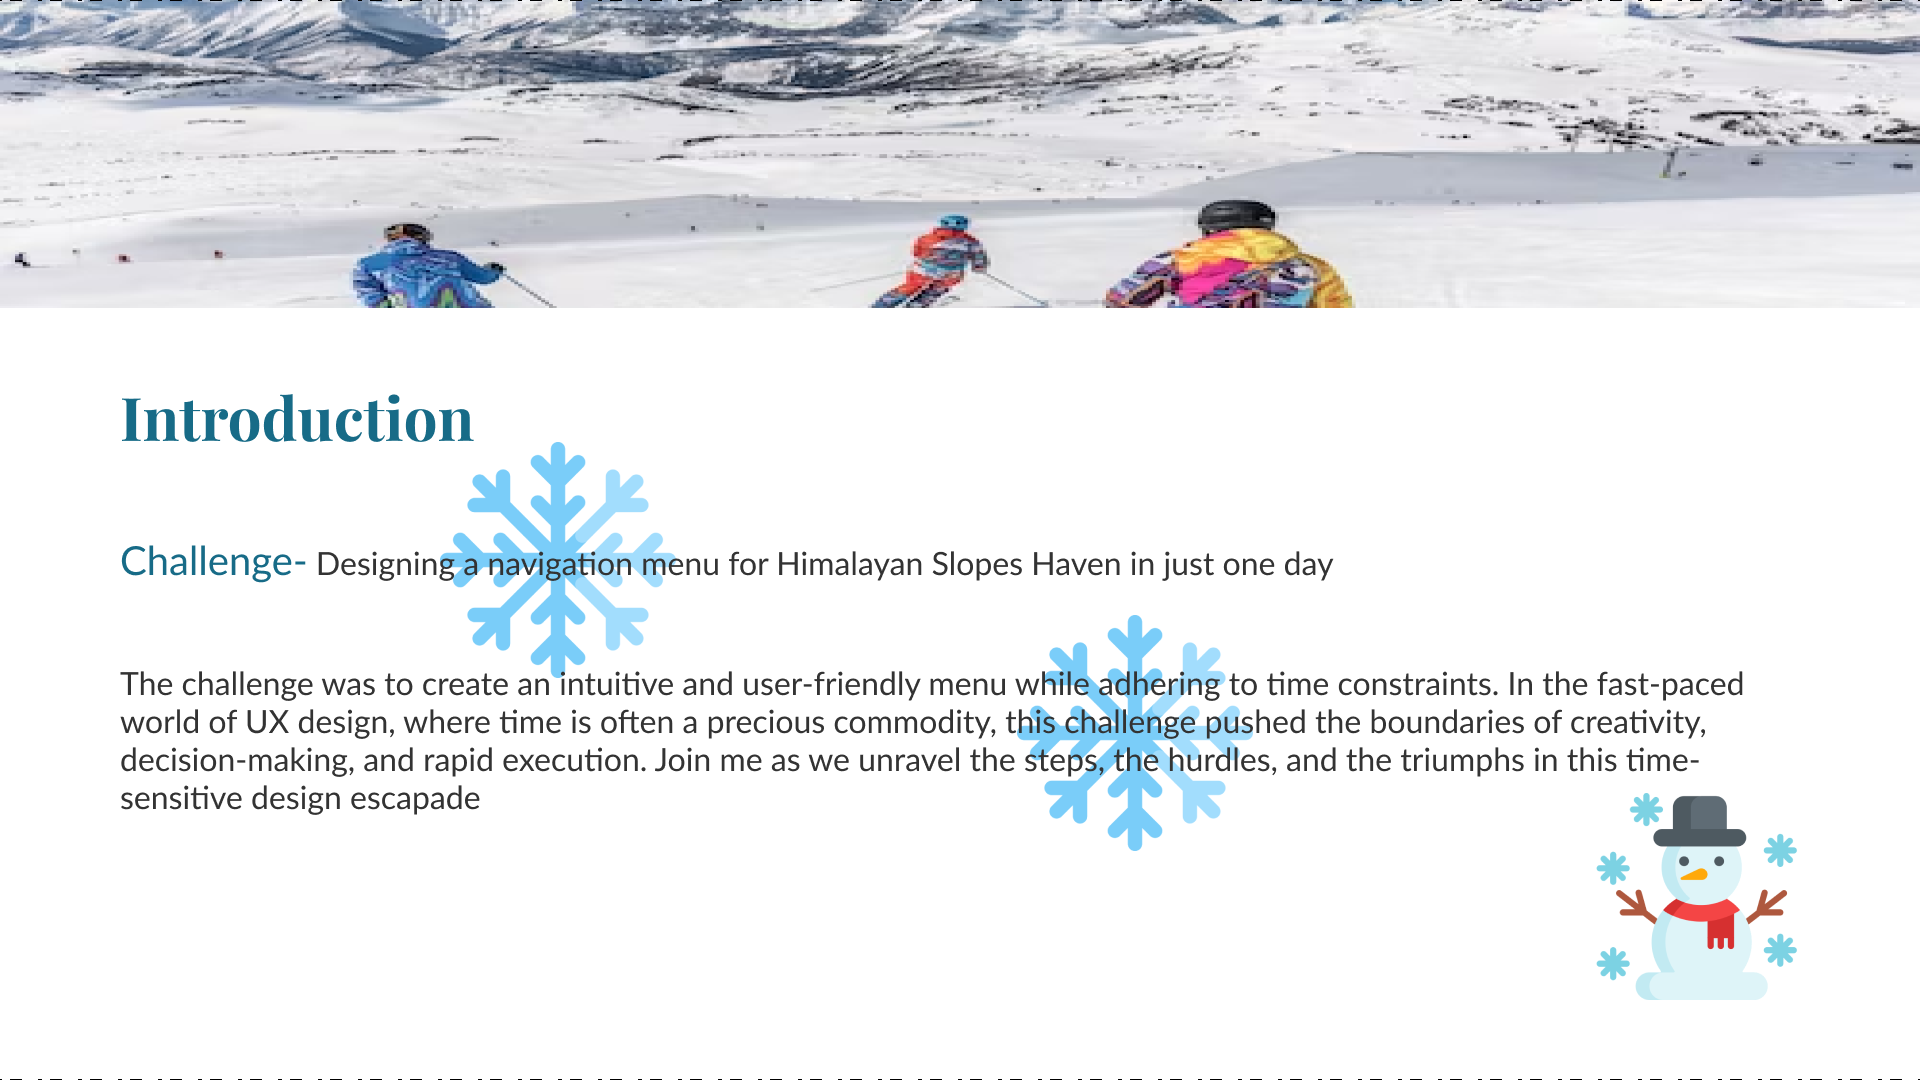 Introduction
Challenge- Designing a navigation menu for Himalayan Slopes Haven in just one day
The challenge was to create an intuitive and user-friendly menu while adhering to time constraints. In the fast-paced
world of UX design, where time is often a precious commodity, this challenge pushed the boundaries of creativity,
decision-making, and rapid execution. Join me as we unravel the steps, the hurdles, and the triumphs in this time-
sensitive design escapade